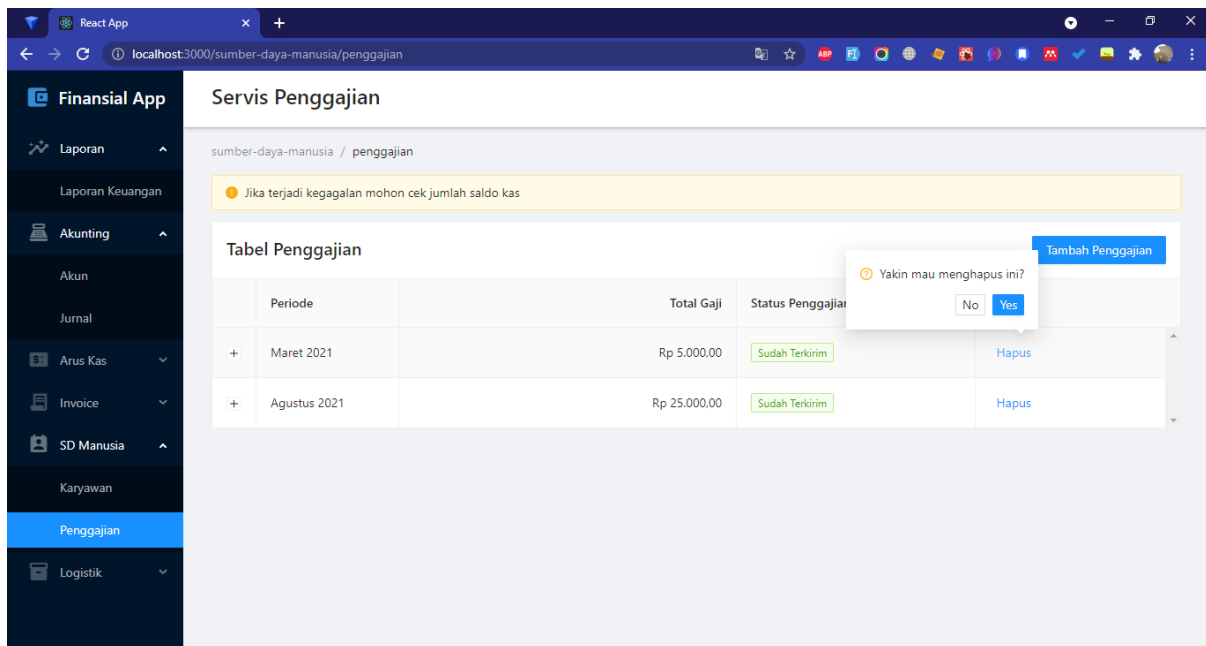 React App
localhost:3000/sumber-daya-manusia/penggajian
ABP
Finansial App
Servis Penggajian
Laporan
Laporan Keuangan
Akunting
Akun
Jurnal
Arus Kas
Invoice
SD Manusia
Karyawan
Penggajian
Logistik
sumber-daya-manusia / penggajian
Jika terjadi kegagalan mohon cek jumlah saldo kas
Tabel Penggajian
Tambah Penggajian
Yakin mau menghapus ini?
No Yes
Periode Total Gaji Status Penggajian
Maret 2021 Rp 5.000,00 Sudah Terkirim Hapus
Agustus 2021 Rp 25.000,00 Sudah Terkirim Hapus